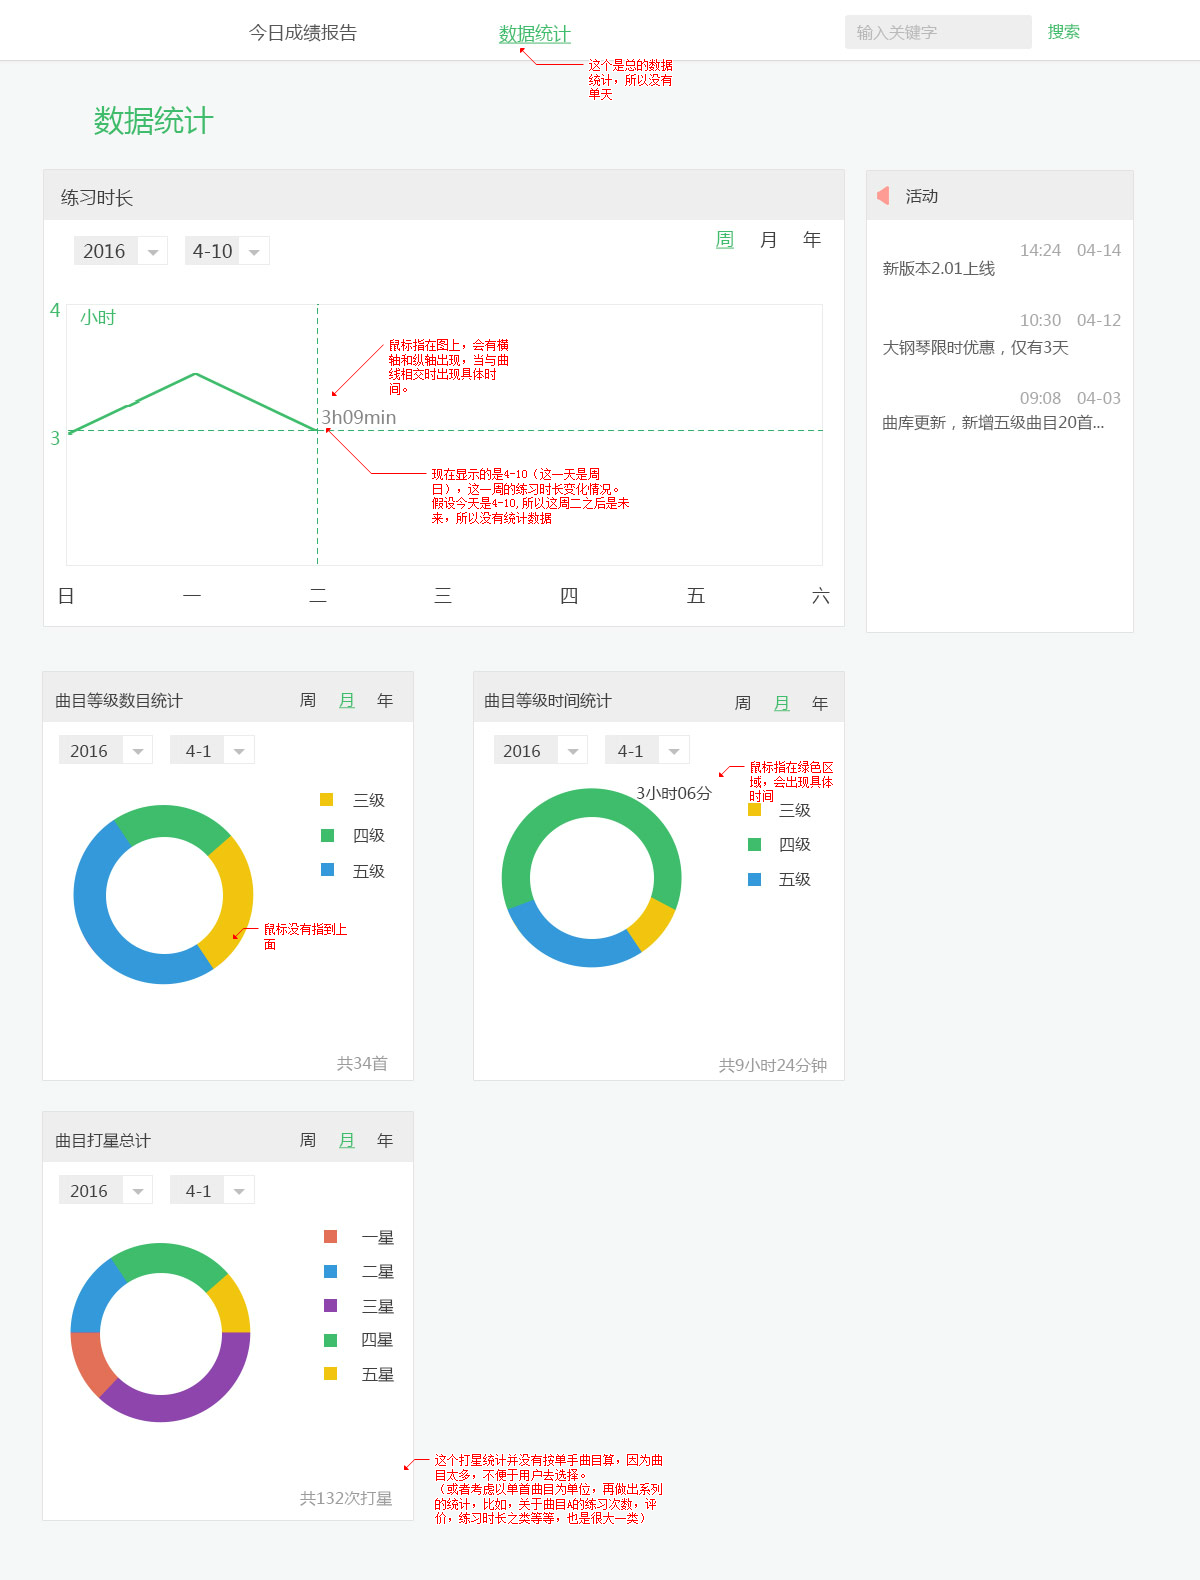 今日成绩报告
数据统计
输入关键字
搜索
这个是总的数据
统计，所以没有
单天
数据统计
练习时长
2016
4-10
周
月
年
4
小时
3
鼠标指在图上，会有横
轴和纵轴出现，当与曲
线相交时出现具体时
间。
3h09min
现在显示的是4-10（这一天是周
日），这一周的练习时长变化情况。
假设今天是4-10,所以这周二之后是未
来，所以没有统计数据
日
一
二
三
四
五
六
活动
14:24 04-14
新版本2.01上线
10:30 04-12
大钢琴限时优惠，仅有3天
09:08 04-03
曲库更新，新增五级曲目20首...
曲目等级数目统计
周
月
年
2016
4-1
三级
四级
五级
鼠标没有指到上
面
共34首
曲目等级时间统计
周
月
年
2016
4-1
鼠标指在绿色区
域，会出现具体
时间
3小时06分
三级
四级
五级
共9小时24分钟
曲目打星总计
周
月
年
2016
4-1
一星
二星
三星
四星
五星
共132次打星
这个打星统计并没有按单手曲目算，因为曲
目太多，不便于用户去选择。
（或者考虑以单首曲目为单位，再做出系列
的统计，比如，关于曲目A的练习次数，评
价，练习时长之类等等，也是很大一类）